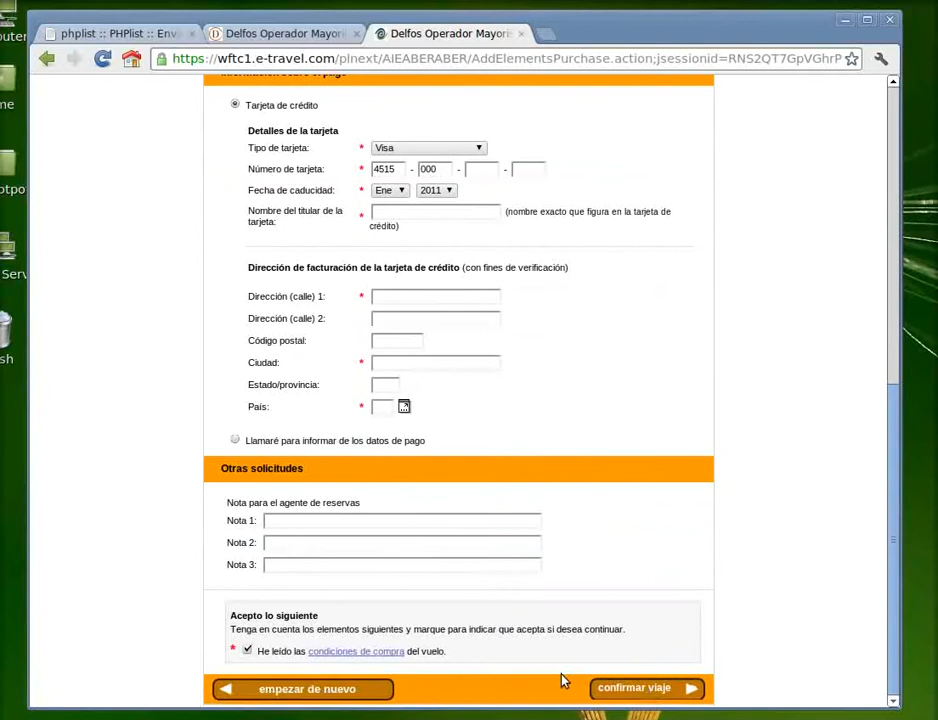 phplist :: PHPlist :: Env
Delfos Operador Mayori
Delfos Operador Mayoris
https://wftc1.e-travel.com/plnext/AIEABERABER/AddElementsPurchase.action;jsessionid=RNS2QT7GpVGhrP
Información sobre el pago
Tarjeta de crédito
Detalles de la tarjeta
Tipo de tarjeta: * Visa
Número de tarjeta: * 4515 - 000 - -
Fecha de caducidad: * Ene 2011
Nombre del titular de la tarjeta: * (nombre exacto que figura en la tarjeta de
crédito)
Dirección de facturación de la tarjeta de crédito (con fines de verificación)
Dirección (calle) 1: *
Dirección (calle) 2:
Código postal:
Ciudad: *
Estado/provincia:
País: *
Llamaré para informar de los datos de pago
Otras solicitudes
Nota para el agente de reservas
Nota 1:
Nota 2:
Nota 3:
Acepto lo siguiente
Tenga en cuenta los elementos siguientes y marque para indicar que acepta si desea continuar.
* He leído las condiciones de compra del vuelo.
empezar de nuevo
confirmar viaje